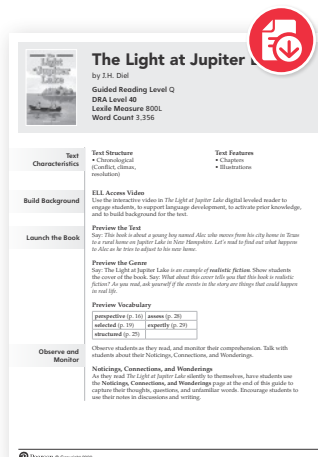 The Light at Jupiter L
by J.H. Diel
Guided Reading Level Q
DRA Level 40
Lexile Measure 800L
Word Count 3,356
The Light
at Jupiter
Lake
Text
Characteristics
Text Structure
• Chronological
(Conflict, climax,
resolution)
Text Features
• Chapters
• Illustrations
Build Background
ELL Access Video
Use the interactive video in The Light at Jupiter Lake digital leveled reader to
engage students, to support language development, to activate prior knowledge,
and to build background for the text.
Launch the Book
Preview the Text
Say: This book is about a young boy named Alec who moves from his city home in Texas
to a rural home on Jupiter Lake in New Hampshire. Let's read to find out what happens
to Alec as he tries to adjust to his new home.
Preview the Genre
Say: The Light at Jupiter Lake is an example of realistic fiction. Show students
the cover of the book. Say: What about this cover tells you that this book is realistic
fiction? As you read, ask yourself if the events in the story are things that could happen
in real life.
Preview Vocabulary
perspective (p. 16) assess (p. 28)
selected (p. 19) expertly (p. 29)
structured (p. 25)
Observe and
Monitor
Observe students as they read, and monitor their comprehension. Talk with
students about their Noticings, Connections, and Wonderings.
Noticings, Connections, and Wonderings
As they read The Light at Jupiter Lake silently to themselves, have students use
the Noticings, Connections, and Wonderings page at the end of this guide to
capture their thoughts, questions, and unfamiliar words. Encourage students to
use their notes in discussions and writing.